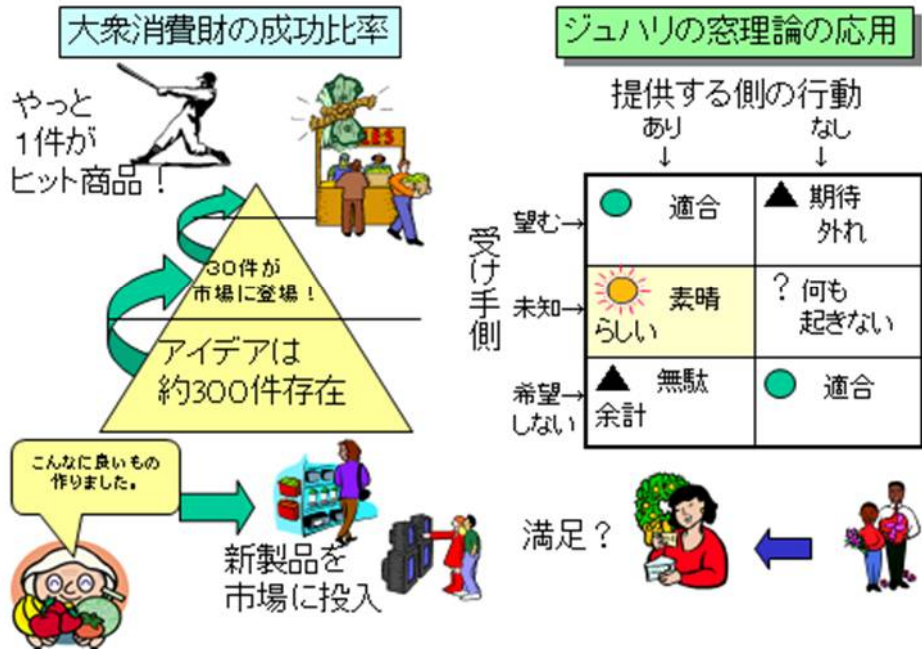 大衆消費財の成功比率
やっと
1件が
ヒット商品！
30件が
市場に登場！
アイデアは
約300件存在
こんなに良いもの
作りました。
新製品を
市場に投入
ジュハリの窓理論の応用
提供する側の行動
あり
なし
↓
↓
受け手側
望む→
適合
▲ 期待
外れ
未知→
素晴
らしい
? 何も
起きない
希望→
しない
▲ 無駄
余計
適合
満足？